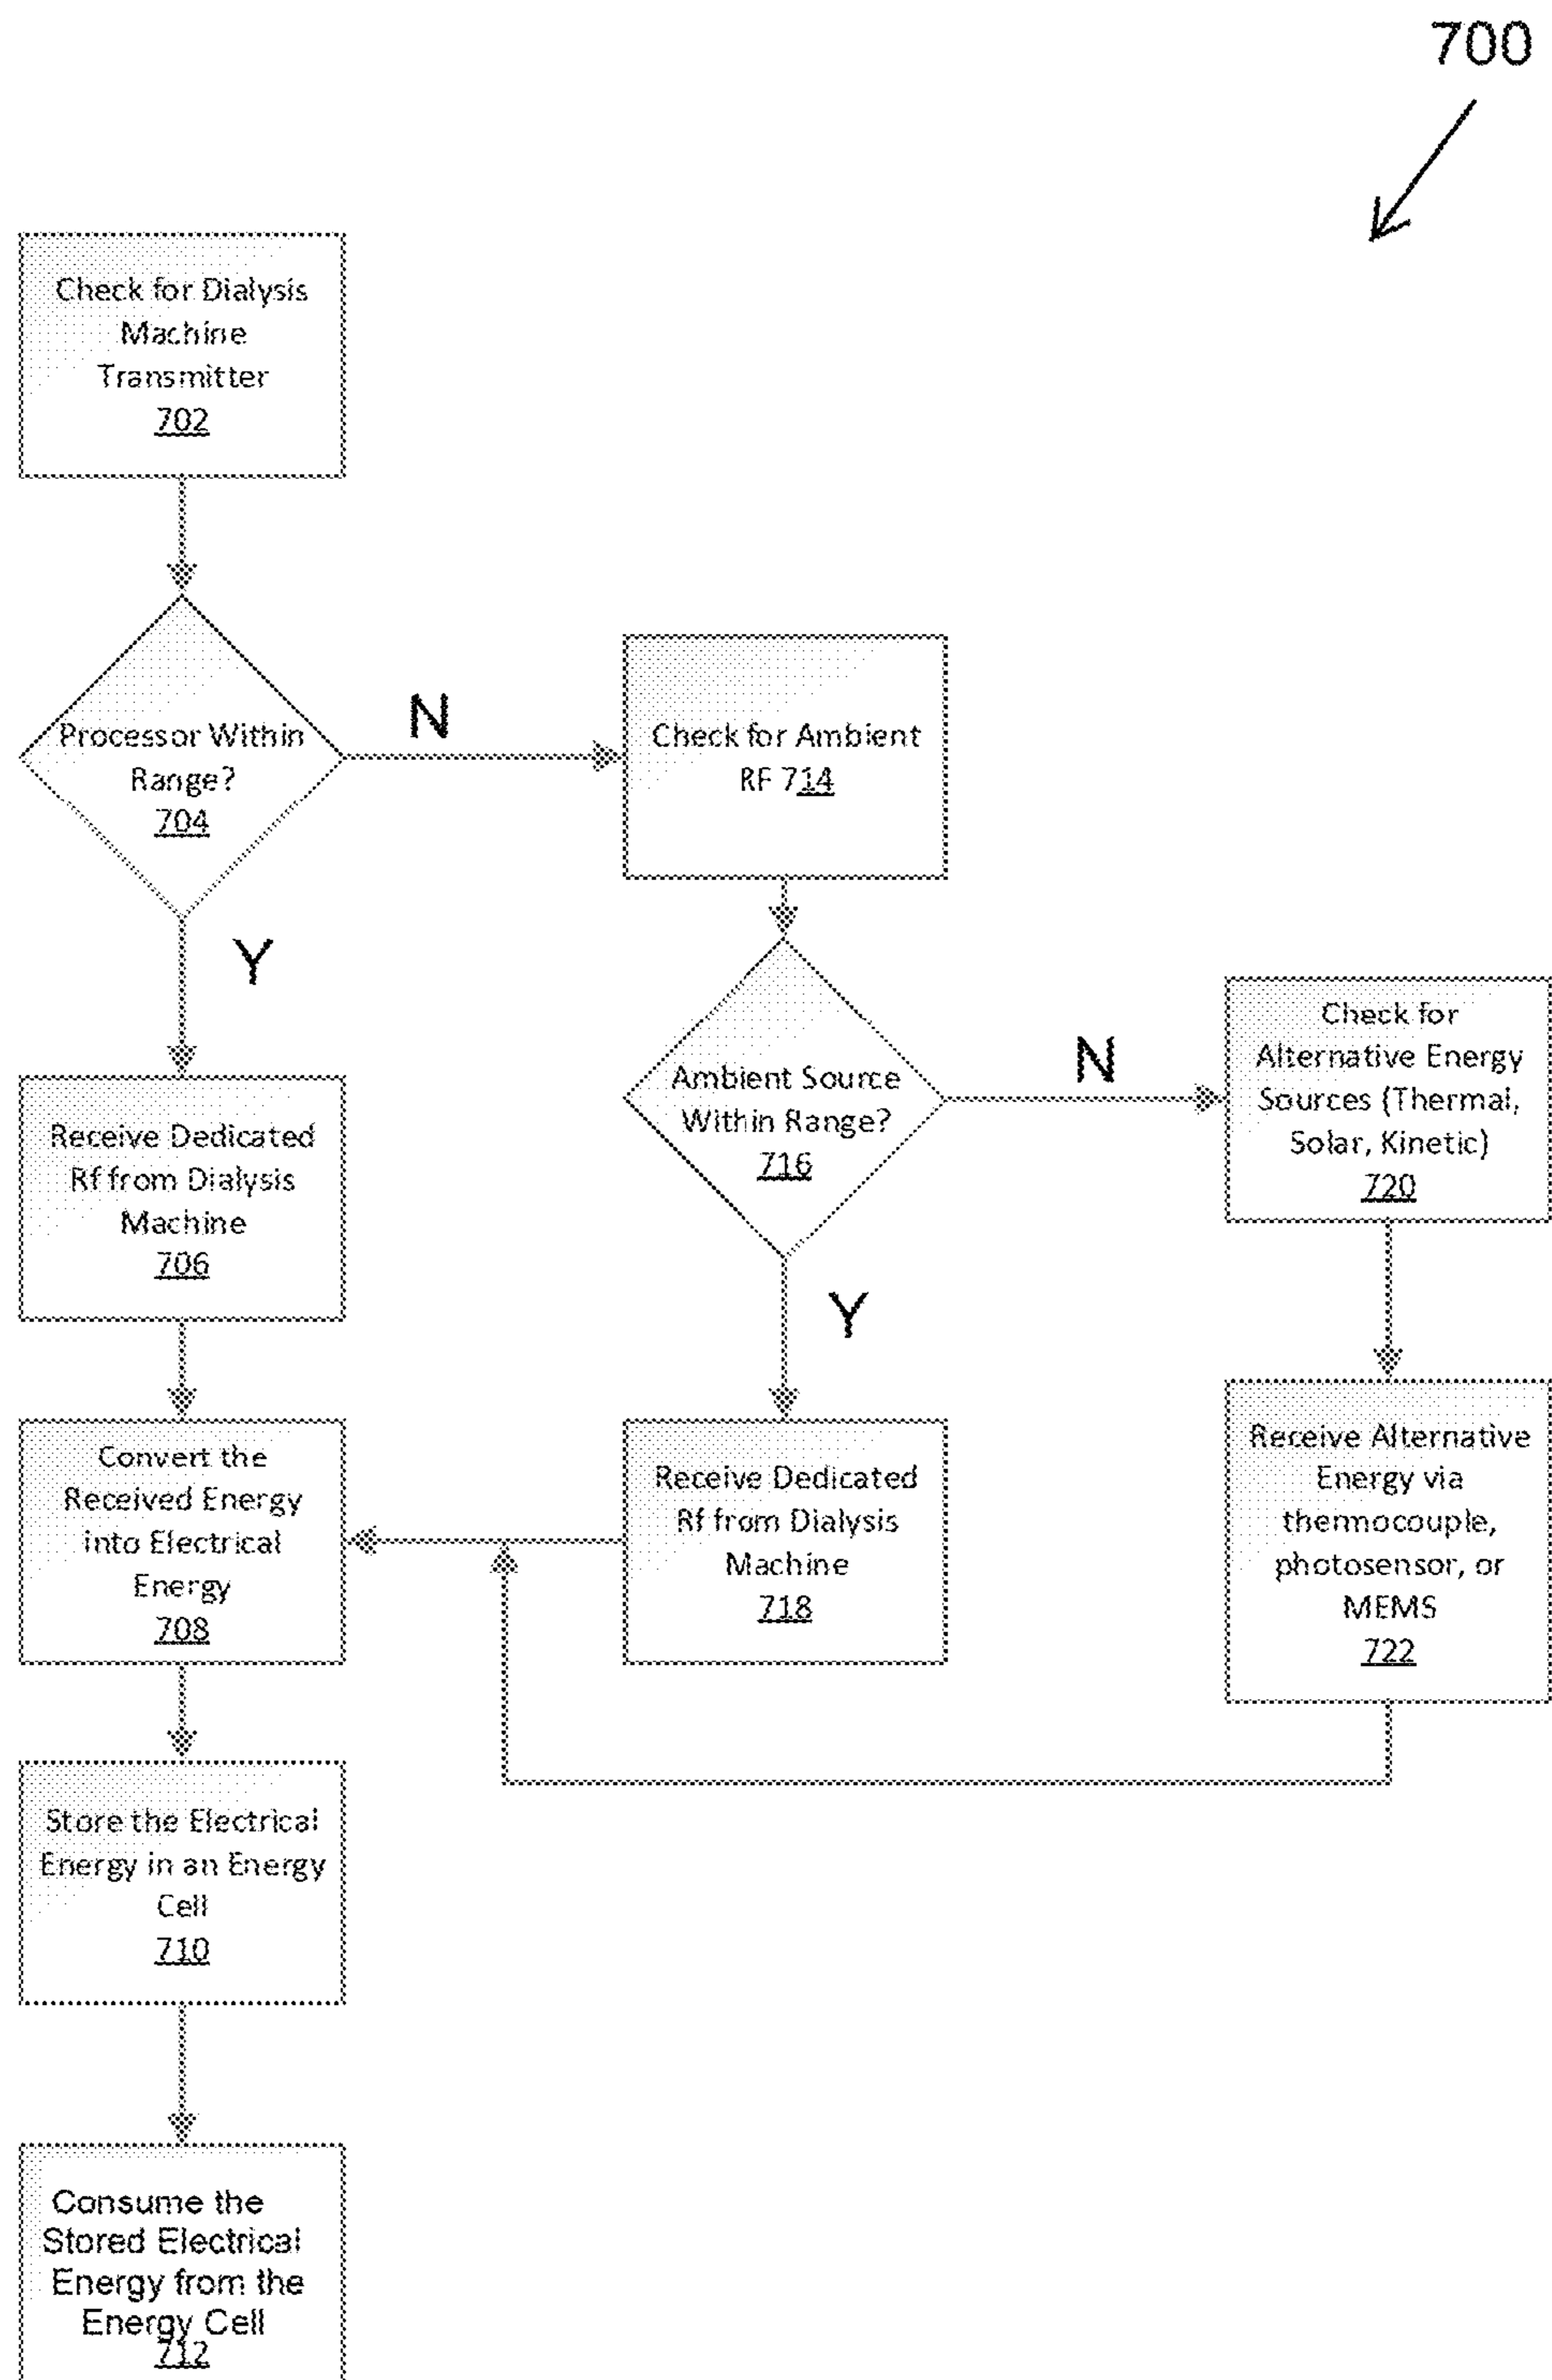 700
Check for Dialysis
Machine
Transmitter
702
Processor Within
Range?
704
N
Y
Check for Ambient
RF 714
Ambient Source
Within Range?
716
N
Y
Check for
Alternative Energy
Sources (Thermal,
Solar, Kinetic)
720
Receive Dedicated
Rf from Dialysis
Machine
706
Convert the
Received Energy
into Electrical
Energy
708
Receive Dedicated
Rf from Dialysis
Machine
718
Receive Alternative
Energy via
thermocouple,
photosensor, or
MEMS
722
Store the Electrical
Energy in an Energy
Cell
710
Consume the
Stored Electrical
Energy from the
Energy Cell
712